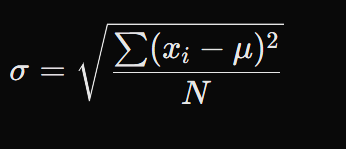 σ = √(∑(xᵢ − μ)² / N)